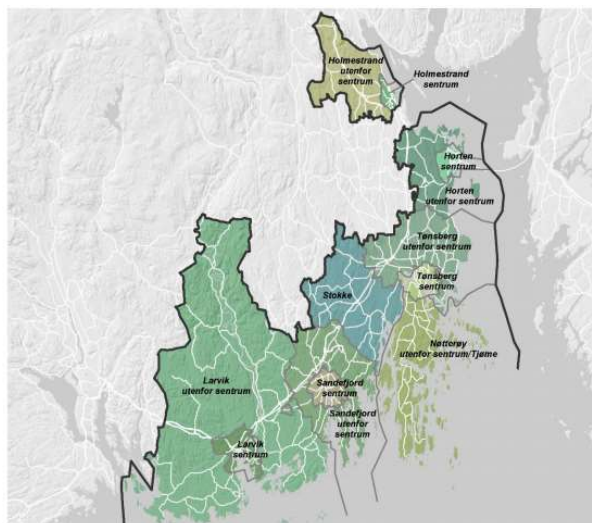 Holmestrand
utenfor
sentrum
Holmestrand
sentrum
Horten
sentrum
Horten
utenfor sentrum
Tønsberg
utenfor sentrum
Tønsberg
sentrum
Stokke
Nøtterøy
utenfor sentrum/Tjøme
Larvik
utenfor sentrum
Sandefjord
sentrum
Sandefjord
utenfor
sentrum
Larvik
sentrum